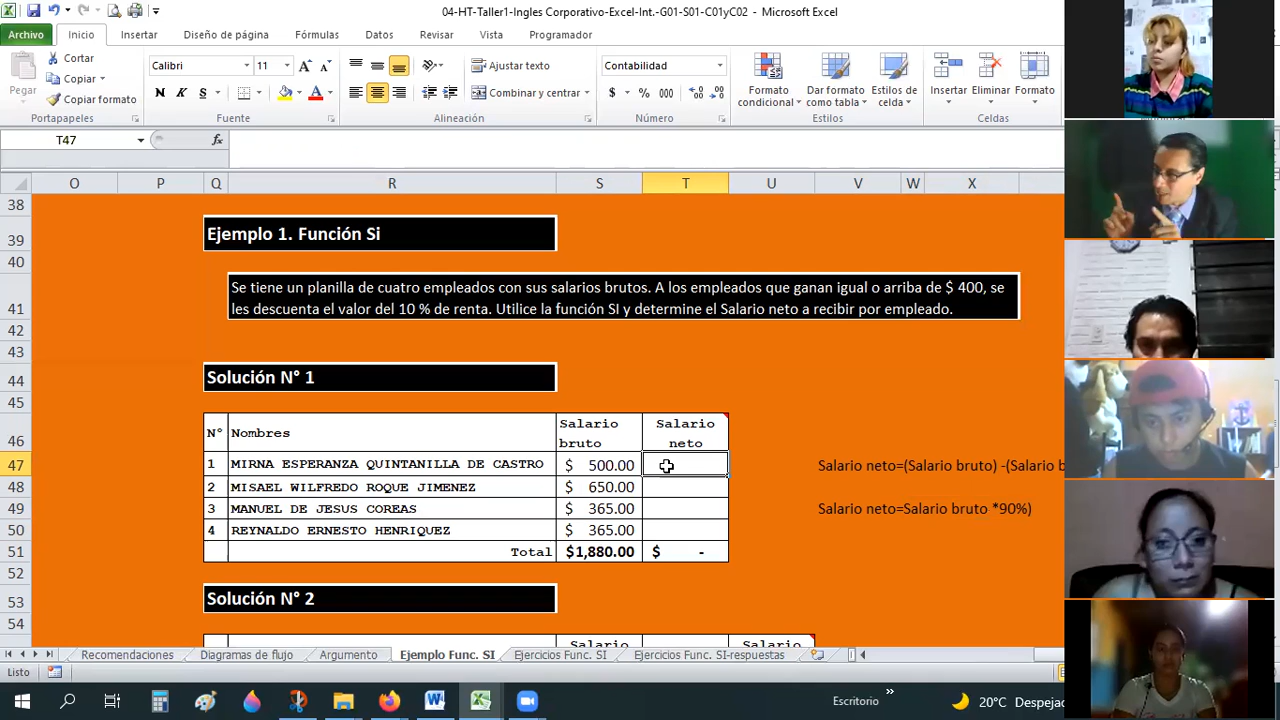 04-HT-Taller1-Ingles Corporativo-Excel-Int.-G01-S01-C01yC02 - Microsoft Excel
Archivo Inicio Insertar Diseño de página Fórmulas Datos Revisar Vista Programador
Pegar
Cortar
Copiar
Copiar formato
Portapapeles
Calibri 11
N K S
Fuente
Ajustar texto
Combinar y centrar
Alineación
Contabilidad
$ % 000
Número
Formato condicional
Dar formato como tabla
Estilos de celda
Estilos
Insertar Eliminar Formato
Celdas
T47 fx
O P Q R S T U V W X
38
39 Ejemplo 1. Función Si
40
41 Se tiene un planilla de cuatro empleados con sus salarios brutos. A los empleados que ganan igual o arriba de $ 400, se
les descuenta el valor del 10 % de renta. Utilice la función SI y determine el Salario neto a recibir por empleado.
42
43
44 Solución N° 1
45
46 N° Nombres Salario bruto Salario neto
47 1 MIRNA ESPERANZA QUINTANILLA DE CASTRO $ 500.00 Salario neto=(Salario bruto) -(Salario b
48 2 MISAEL WILFREDO ROQUE JIMENEZ $ 650.00
49 3 MANUEL DE JESUS COREAS $ 365.00 Salario neto=Salario bruto *90%)
50 4 REYNALDO ERNESTO HENRIQUEZ $ 365.00
51 Total $1,880.00 $ -
52
53 Solución N° 2
54
Salario Salario
Recomendaciones Diagramas de flujo Argumento Ejemplo Func. SI Ejercicios Func. SI Ejercicios Func. SI-respuestas
Listo
Escritorio » 20°C Despejac